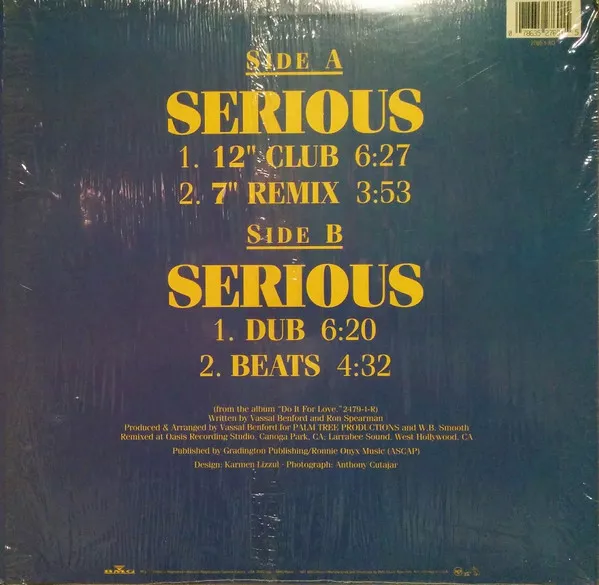 SIDE A
SERIOUS
1. 12" CLUB 6:27
2. 7" REMIX 3:53
SIDE B
SERIOUS
1. DUB 6:20
2. BEATS 4:32
(from the album "Do It For Love," 2479-1-R)
Written by Vassal Benford and Ron Spearman
Produced & Arranged by Vassal Benford for PALM TREE PRODUCTIONS and W.B. Smooth
Remixed at Oasis Recording Studio, Canoga Park, CA; Larrabee Sound, West Hollywood, CA
Published by Gradington Publishing/Ronnie Onyx Music (ASCAP)
Design: Karmen Lizzul - Photograph: Anthony Cutajar
BMG